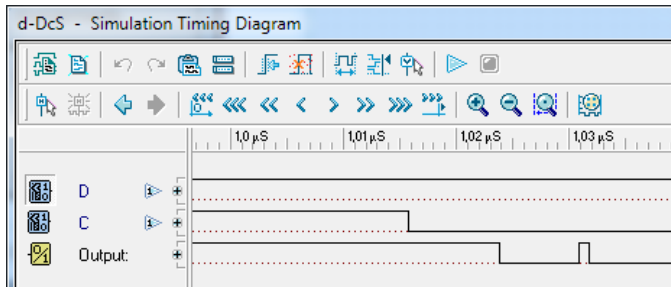 d-DcS - Simulation Timing Diagram
1,0 µS 1,01 µS 1,02 µS 1,03 µS
D
C
Output: